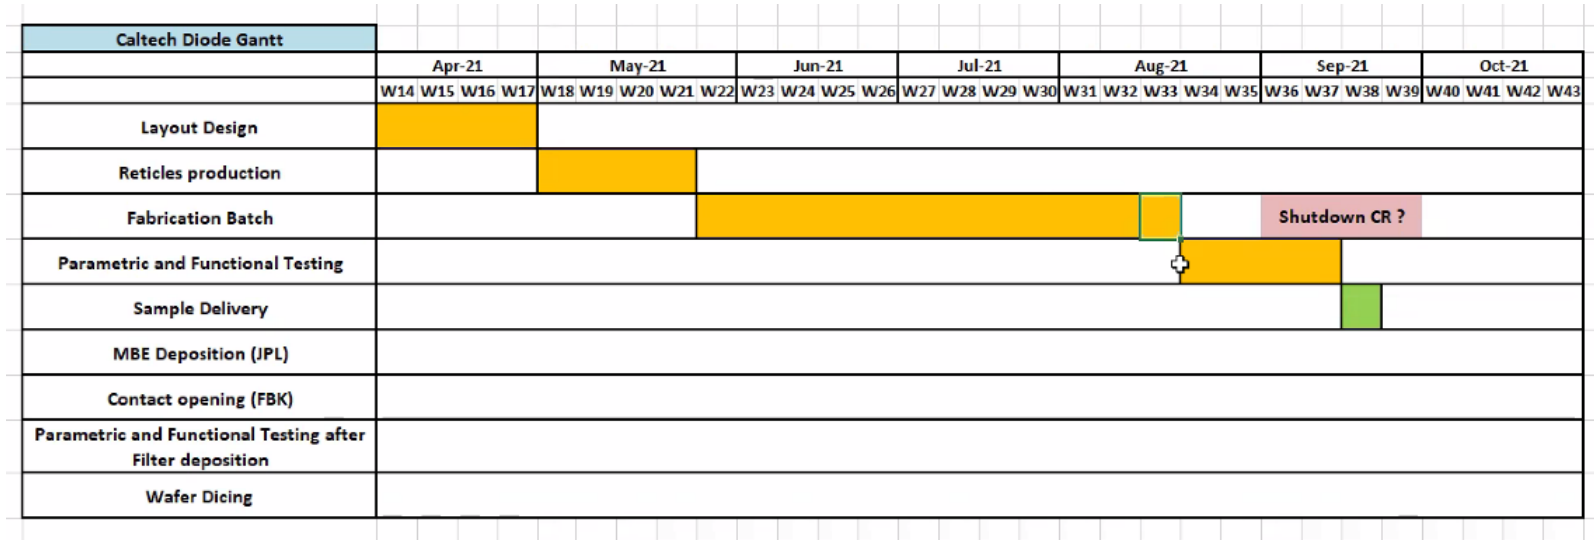 Caltech Diode Gantt
Apr-21 May-21 Jun-21 Jul-21 Aug-21 Sep-21 Oct-21
W14 W15 W16 W17 W18 W19 W20 W21 W22 W23 W24 W25 W26 W27 W28 W29 W30 W31 W32 W33 W34 W35 W36 W37 W38 W39 W40 W41 W42 W43
Layout Design
Reticles production
Fabrication Batch Shutdown CR ?
Parametric and Functional Testing
Sample Delivery
MBE Deposition (JPL)
Contact opening (FBK)
Parametric and Functional Testing after
Filter deposition
Wafer Dicing